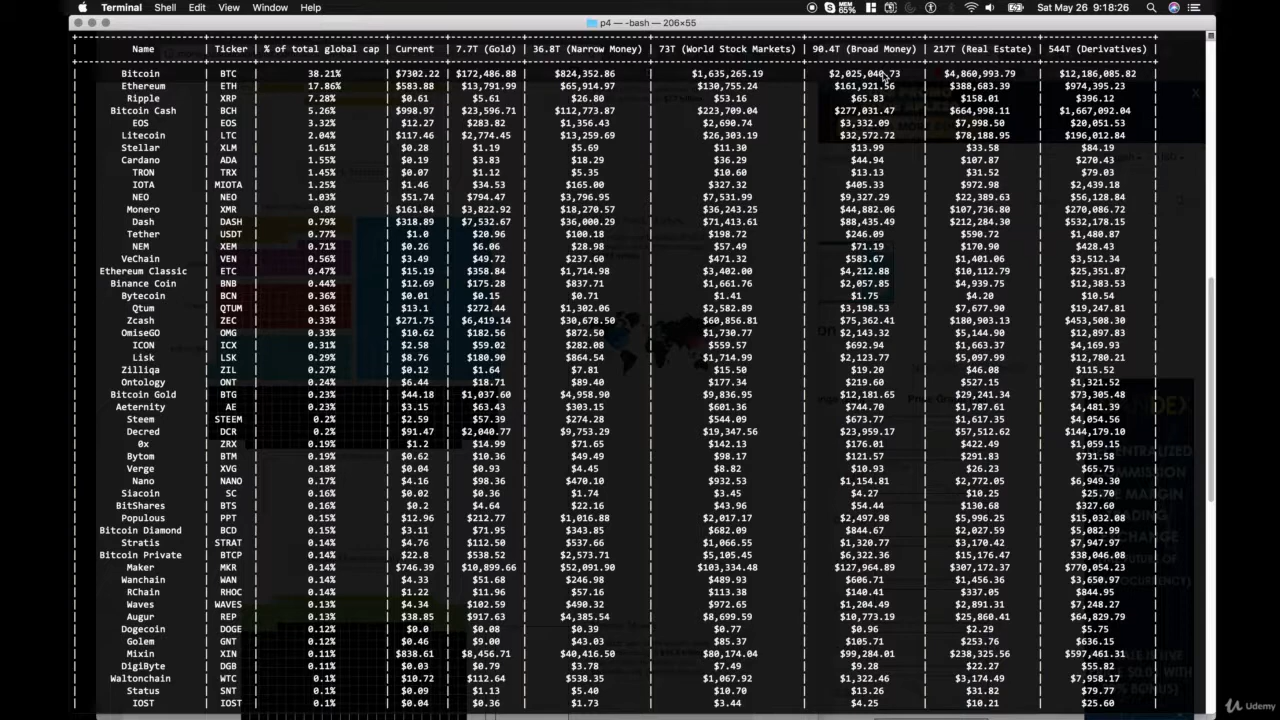 Terminal Shell Edit View Window Help MEM 65% Sat May 26 9:18:26
p4 — -bash — 206×55
Name | Ticker | % of total global cap | Current | 7.7T (Gold) | 36.8T (Narrow Money) | 73T (World Stock Markets) | 90.4T (Broad Money) | 217T (Real Estate) | 544T (Derivatives) |
Bitcoin | BTC | 38.21% | $7302.22 | $172,486.88 | $824,352.86 | $1,635,265.19 | $2,025,040.73 | $4,860,993.79 | $12,186,085.82 |
Ethereum | ETH | 17.86% | $583.88 | $13,791.99 | $65,914.97 | $130,755.24 | $161,921.56 | $388,683.39 | $974,395.23 |
Ripple | XRP | 7.28% | $0.61 | $5.61 | $26.80 | $53.16 | $65.83 | $158.01 | $396.12 |
Bitcoin Cash | BCH | 5.26% | $998.97 | $23,596.71 | $112,773.87 | $223,709.04 | $277,031.47 | $664,998.11 | $1,667,092.04 |
EOS | EOS | 3.32% | $12.27 | $283.82 | $1,356.43 | $2,690.74 | $3,332.09 | $7,998.50 | $20,051.53 |
Litecoin | LTC | 2.04% | $117.46 | $2,774.45 | $13,259.69 | $26,303.19 | $32,572.72 | $78,188.95 | $196,012.84 |
Stellar | XLM | 1.61% | $0.28 | $1.19 | $5.69 | $11.30 | $13.99 | $33.58 | $84.19 |
Cardano | ADA | 1.55% | $0.19 | $3.83 | $18.29 | $36.29 | $44.94 | $107.87 | $270.43 |
TRON | TRX | 1.45% | $0.07 | $1.12 | $5.35 | $10.60 | $13.13 | $31.52 | $79.03 |
IOTA | MIOTA | 1.25% | $1.46 | $34.53 | $165.00 | $327.32 | $405.33 | $972.98 | $2,439.18 |
NEO | NEO | 1.03% | $51.74 | $794.47 | $3,796.95 | $7,531.99 | $9,327.29 | $22,389.63 | $56,128.84 |
Monero | XMR | 0.8% | $161.84 | $3,822.92 | $18,270.57 | $36,243.25 | $44,882.06 | $107,736.80 | $270,086.72 |
Dash | DASH | 0.79% | $318.89 | $7,532.67 | $36,000.29 | $71,413.61 | $88,435.49 | $212,284.30 | $532,178.15 |
Tether | USDT | 0.77% | $1.0 | $20.96 | $100.18 | $198.72 | $246.09 | $590.72 | $1,480.87 |
NEM | XEM | 0.71% | $0.26 | $6.06 | $28.98 | $57.49 | $71.19 | $170.90 | $428.43 |
VeChain | VEN | 0.56% | $3.49 | $49.72 | $237.60 | $471.32 | $583.67 | $1,401.06 | $3,512.34 |
Ethereum Classic | ETC | 0.47% | $15.19 | $358.84 | $1,714.98 | $3,402.00 | $4,212.88 | $10,112.79 | $25,351.87 |
Binance Coin | BNB | 0.44% | $12.69 | $175.28 | $837.71 | $1,661.76 | $2,057.85 | $4,939.75 | $12,383.53 |
Bytecoin | BCN | 0.36% | $0.01 | $0.15 | $0.71 | $1.41 | $1.75 | $4.20 | $10.54 |
Qtum | QTUM | 0.36% | $13.1 | $272.44 | $1,302.06 | $2,582.89 | $3,198.53 | $7,677.90 | $19,247.81 |
Zcash | ZEC | 0.33% | $271.75 | $6,419.14 | $30,678.50 | $60,856.81 | $75,362.41 | $180,903.13 | $453,508.30 |
OmiseGO | OMG | 0.33% | $10.62 | $182.56 | $872.50 | $1,730.77 | $2,143.32 | $5,144.90 | $12,897.83 |
ICON | ICX | 0.31% | $2.58 | $59.02 | $282.08 | $559.57 | $692.94 | $1,663.37 | $4,169.93 |
Lisk | LSK | 0.29% | $8.76 | $180.90 | $864.54 | $1,714.99 | $2,123.77 | $5,097.99 | $12,780.21 |
Zilliqa | ZIL | 0.27% | $0.12 | $1.64 | $7.81 | $15.50 | $19.20 | $46.08 | $115.52 |
Ontology | ONT | 0.24% | $6.44 | $18.71 | $89.40 | $177.34 | $219.60 | $527.15 | $1,321.52 |
Bitcoin Gold | BTG | 0.23% | $44.18 | $1,037.60 | $4,958.90 | $9,836.95 | $12,181.65 | $29,241.34 | $73,305.48 |
Aeternity | AE | 0.23% | $3.15 | $63.43 | $303.15 | $601.36 | $744.70 | $1,787.61 | $4,481.39 |
Steem | STEEM | 0.2% | $2.59 | $57.39 | $274.28 | $544.09 | $673.77 | $1,617.35 | $4,054.56 |
Decred | DCR | 0.2% | $91.47 | $2,040.77 | $9,753.29 | $19,347.56 | $23,959.17 | $57,512.62 | $144,179.10 |
0x | ZRX | 0.19% | $1.2 | $14.99 | $71.65 | $142.13 | $176.01 | $422.49 | $1,059.15 |
Bytom | BTM | 0.19% | $0.62 | $10.36 | $49.49 | $98.17 | $121.57 | $291.83 | $731.58 |
Verge | XVG | 0.18% | $0.04 | $0.93 | $4.45 | $8.82 | $10.93 | $26.23 | $65.75 |
Nano | NANO | 0.17% | $4.16 | $98.36 | $470.10 | $932.53 | $1,154.81 | $2,772.05 | $6,949.30 |
Siacoin | SC | 0.16% | $0.02 | $0.36 | $1.74 | $3.45 | $4.27 | $10.25 | $25.70 |
BitShares | BTS | 0.16% | $0.2 | $4.64 | $22.16 | $43.96 | $54.44 | $130.68 | $327.60 |
Populous | PPT | 0.15% | $12.96 | $212.77 | $1,016.88 | $2,017.17 | $2,497.98 | $5,996.25 | $15,032.08 |
Bitcoin Diamond | BCD | 0.15% | $3.11 | $71.95 | $343.85 | $682.09 | $844.67 | $2,027.59 | $5,082.99 |
Stratis | STRAT | 0.14% | $4.76 | $112.50 | $537.66 | $1,066.55 | $1,320.77 | $3,170.42 | $7,947.97 |
Bitcoin Private | BTCP | 0.14% | $22.8 | $538.52 | $2,573.71 | $5,105.45 | $6,322.36 | $15,176.47 | $38,046.08 |
Maker | MKR | 0.14% | $746.39 | $10,899.66 | $52,091.90 | $103,334.48 | $127,964.89 | $307,172.37 | $770,054.23 |
Wanchain | WAN | 0.14% | $4.33 | $51.68 | $246.98 | $489.93 | $606.71 | $1,456.36 | $3,650.97 |
RChain | RHOC | 0.14% | $1.22 | $11.96 | $57.16 | $113.38 | $140.41 | $337.05 | $844.95 |
Waves | WAVES | 0.13% | $4.34 | $102.59 | $490.32 | $972.65 | $1,204.49 | $2,891.31 | $7,248.27 |
Augur | REP | 0.13% | $38.85 | $917.63 | $4,385.54 | $8,699.59 | $10,773.19 | $25,860.41 | $64,829.79 |
Dogecoin | DOGE | 0.12% | $0.0 | $0.08 | $0.39 | $0.77 | $0.96 | $2.29 | $5.75 |
Golem | GNT | 0.12% | $0.46 | $9.00 | $43.03 | $85.37 | $105.71 | $253.76 | $636.15 |
Mixin | XIN | 0.11% | $838.61 | $8,456.71 | $40,416.50 | $80,174.04 | $99,284.01 | $238,325.56 | $597,461.31 |
DigiByte | DGB | 0.11% | $0.03 | $0.79 | $3.78 | $7.49 | $9.28 | $22.27 | $55.82 |
Waltonchain | WTC | 0.1% | $10.72 | $112.64 | $538.35 | $1,067.92 | $1,322.46 | $3,174.49 | $7,958.17 |
Status | SNT | 0.1% | $0.09 | $1.13 | $5.40 | $10.70 | $13.26 | $31.82 | $79.77 |
IOST | IOST | 0.1% | $0.04 | $0.36 | $1.73 | $3.44 | $4.25 | $10.21 | $25.60 |
Udemy